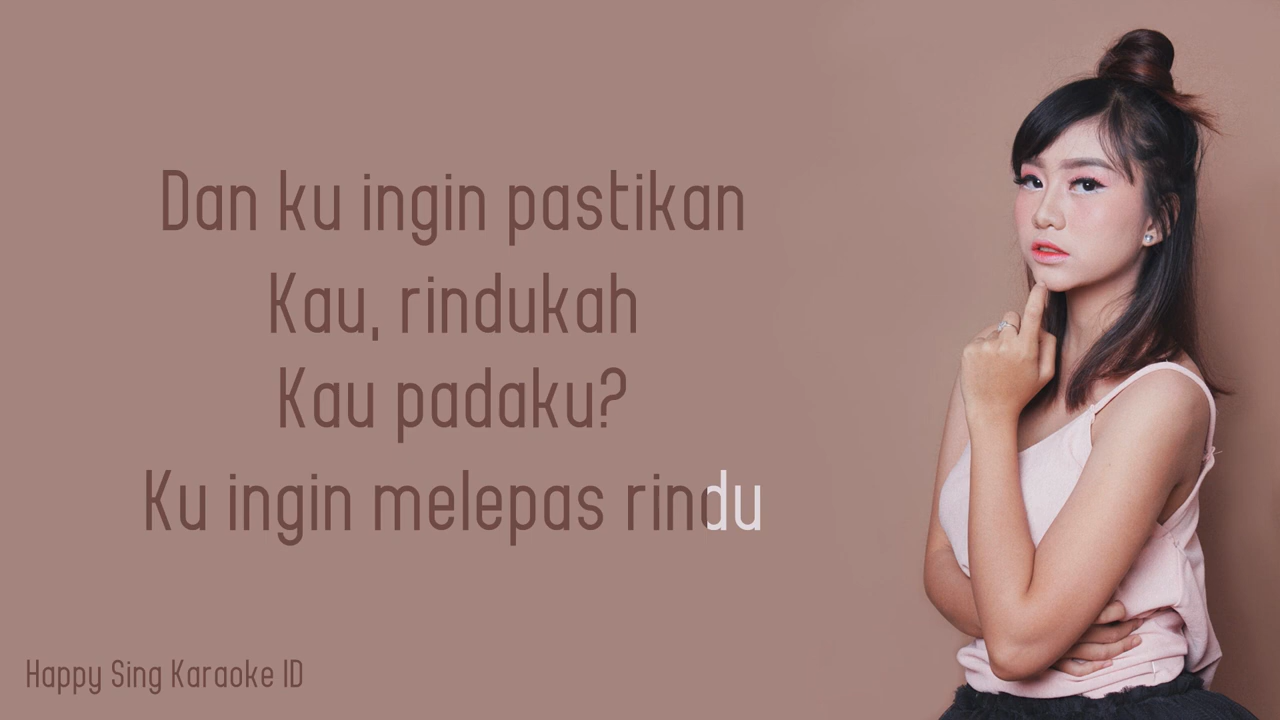 Dan ku ingin pastikan
Kau, rindukah
Kau padaku?
Ku ingin melepas rindu
Happy Sing Karaoke ID